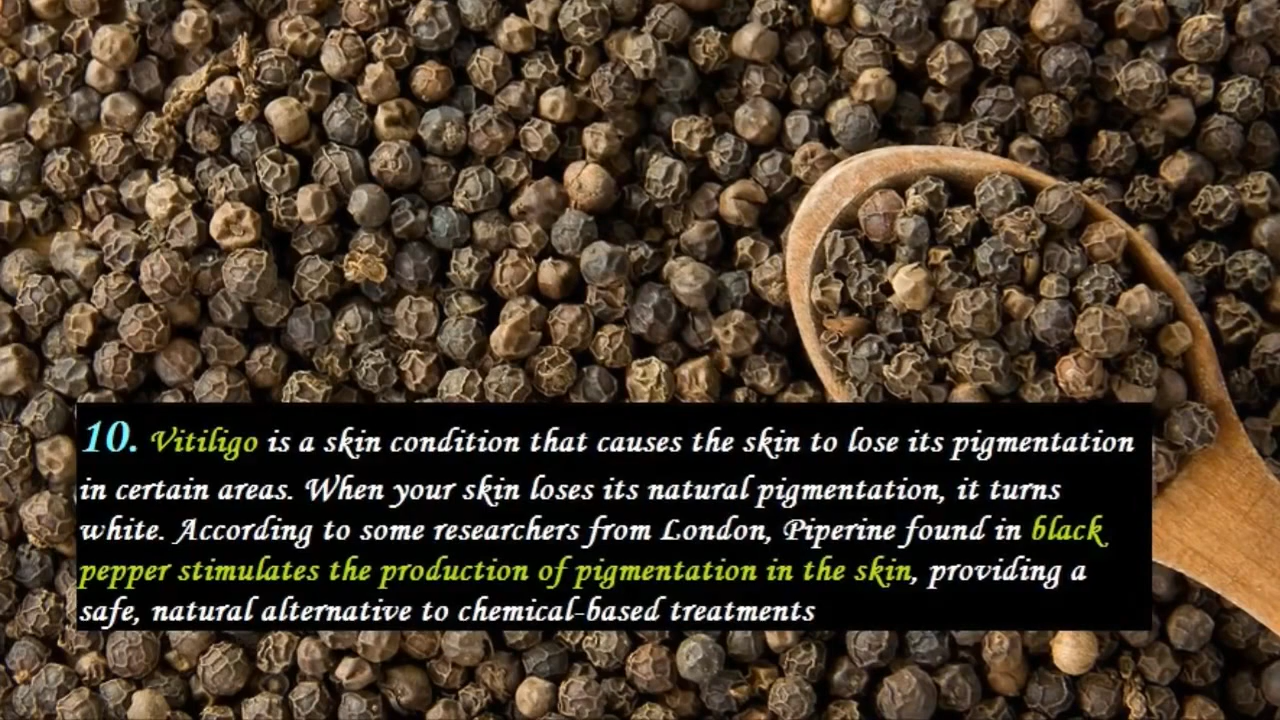 10. Vitiligo is a skin condition that causes the skin to lose its pigmentation
in certain areas. When your skin loses its natural pigmentation, it turns
white. According to some researchers from London, Piperine found in black
pepper stimulates the production of pigmentation in the skin, providing a
safe, natural alternative to chemical-based treatments